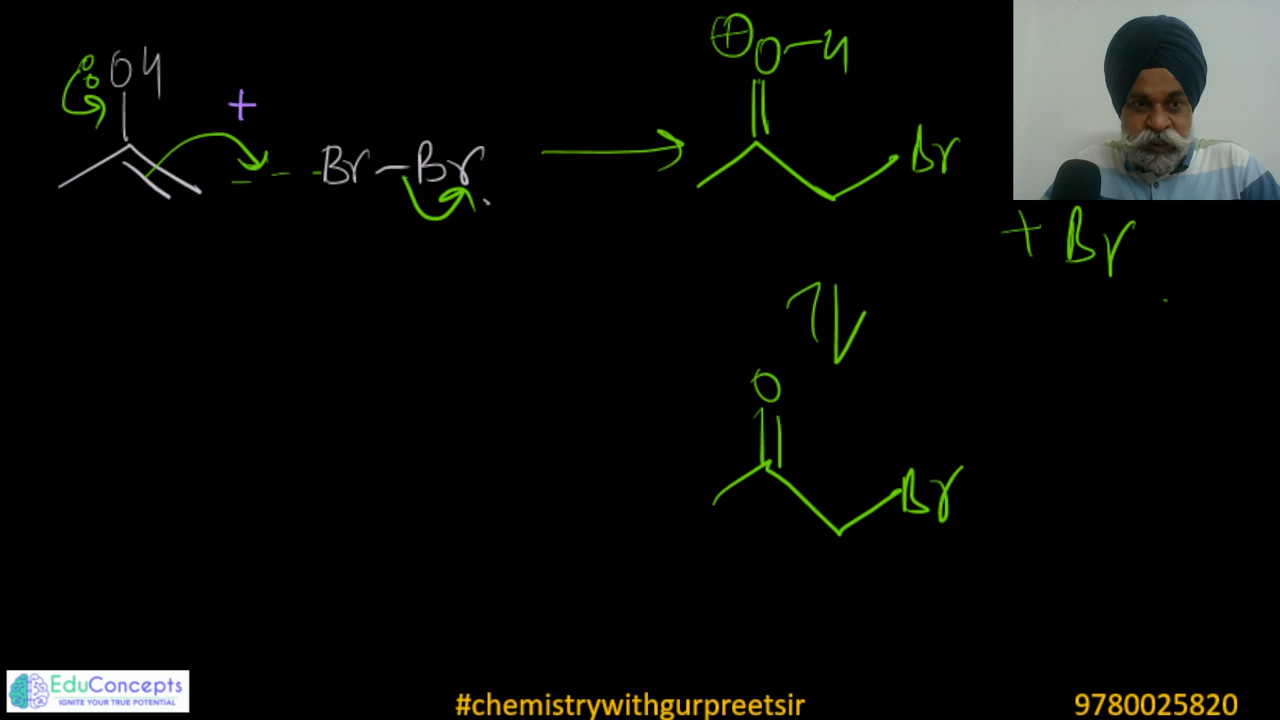 OH
+
Br-Br
⊕
O-H
Br
+ Br
O
Br
EduConcepts
IGNITE YOUR TRUE POTENTIAL
#chemistrywithgurpreetsir
9780025820